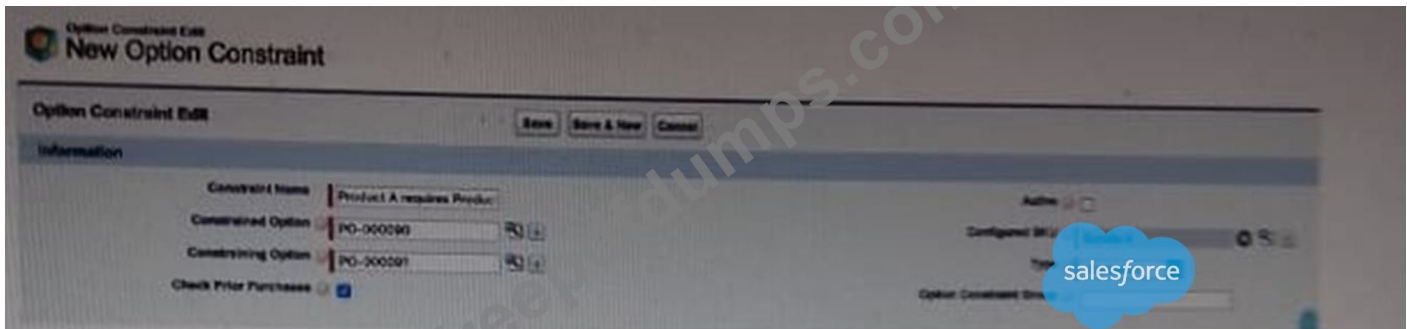 Option Constraint Edit
New Option Constraint
Option Constraint Edit
Save Save & New Cancel
Information
Constraint Name Product A requires Produc
Active
Constrained Option PO-000090
Configured SKU
Constraining Option PO-000091
Type
Check Prior Purchases
Option Constraint Group
salesforce
dumps.com